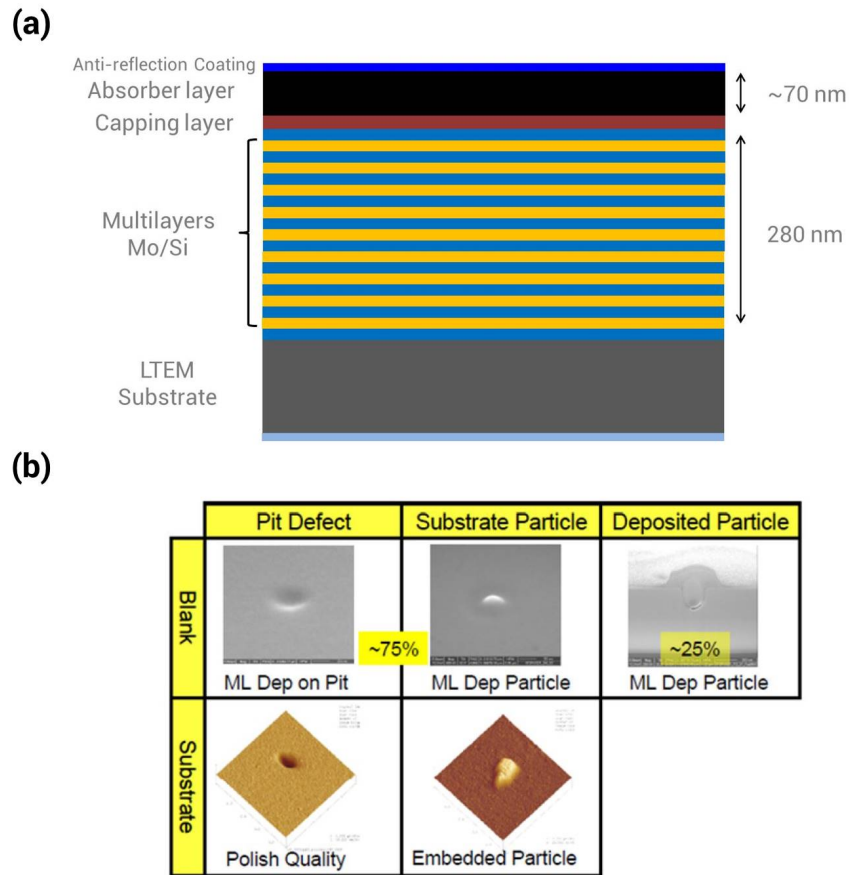 (a)
Anti-reflection Coating
Absorber layer
~70 nm
Capping layer
Multilayers
Mo/Si
280 nm
LTEM
Substrate
(b)
Pit Defect
Substrate Particle
Deposited Particle
Blank
~75%
~25%
ML Dep on Pit
ML Dep Particle
ML Dep Particle
Substrate
Polish Quality
Embedded Particle